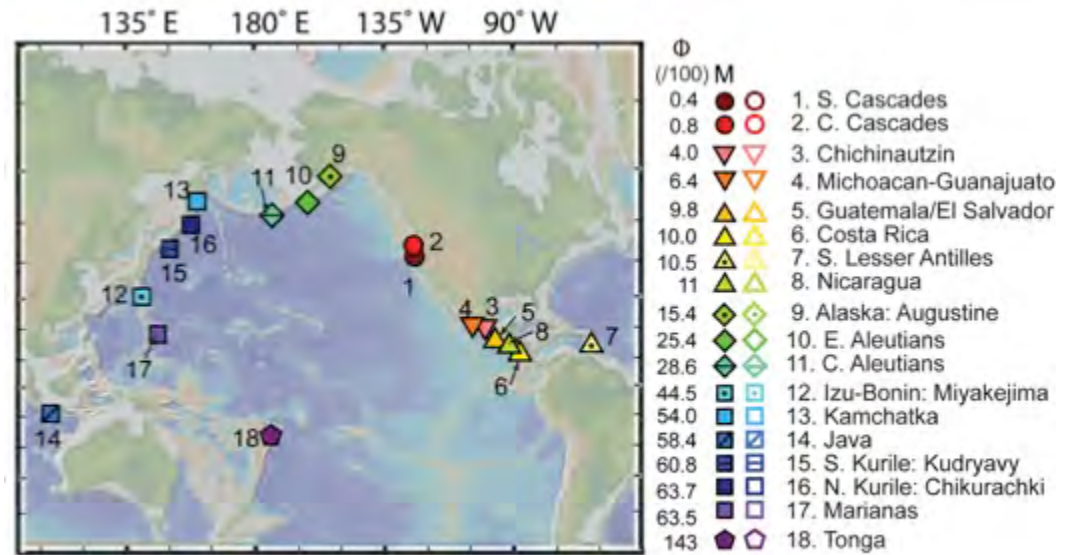 135° E 180° E 135° W 90° W
Φ
(/100) M
0.4 1. S. Cascades
0.8 2. C. Cascades
4.0 3. Chichinautzin
6.4 4. Michoacan-Guanajuato
9.8 5. Guatemala/El Salvador
10.0 6. Costa Rica
10.5 7. S. Lesser Antilles
11 8. Nicaragua
15.4 9. Alaska: Augustine
25.4 10. E. Aleutians
28.6 11. C. Aleutians
44.5 12. Izu-Bonin: Miyakejima
54.0 13. Kamchatka
58.4 14. Java
60.8 15. S. Kurile: Kudryavy
63.7 16. N. Kurile: Chikurachki
63.5 17. Marianas
143 18. Tonga
9
10
11
13
16
2
15
1
12
4 3 5
8
7
17
6
14
18